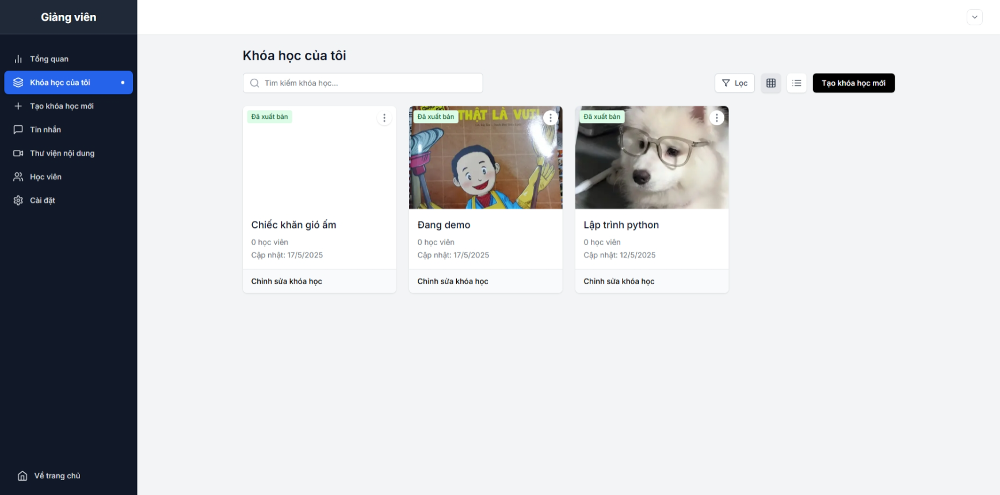 Giảng viên
Tổng quan
Khóa học của tôi
Tạo khóa học mới
Tin nhắn
Thư viện nội dung
Học viên
Cài đặt
Về trang chủ
Khóa học của tôi
Tìm kiếm khóa học...
Lọc
Tạo khóa học mới
Đã xuất bản
Chiếc khăn gió ấm
0 học viên
Cập nhật: 17/5/2025
Chỉnh sửa khóa học
Đã xuất bản
THẬT LÀ VUI!
Đang demo
0 học viên
Cập nhật: 17/5/2025
Chỉnh sửa khóa học
Đã xuất bản
Lập trình python
0 học viên
Cập nhật: 12/5/2025
Chỉnh sửa khóa học